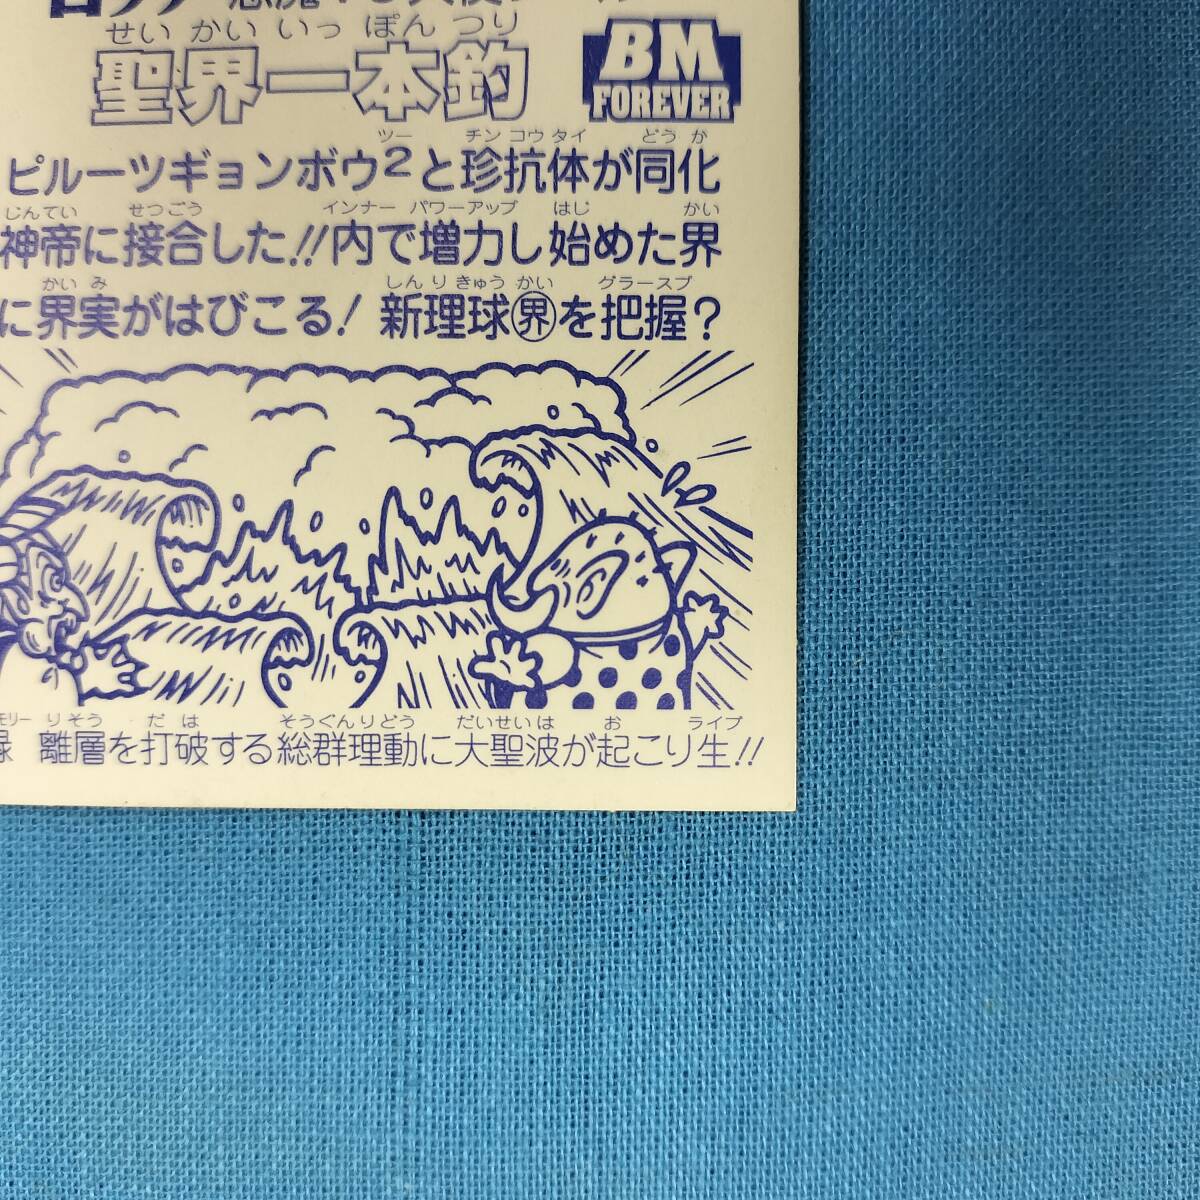 せい かい いっ ぽん つり
聖界一本釣
BM
FOREVER
ツー チン コウ タイ どう か
ピルーツギョンボウ2と珍抗体が同化
じんてい せつごう インナー パワーアップ はじ かい
神帝に接合した!!内で増力し始めた界
かい み しん り きゅう かい グラースプ
に界実がはびこる! 新理球㊩を把握?
モリー りそう だ は そうぐんりどう だいせいは お ライブ
録 離層を打破する総群理動に大聖波が起こり生!!